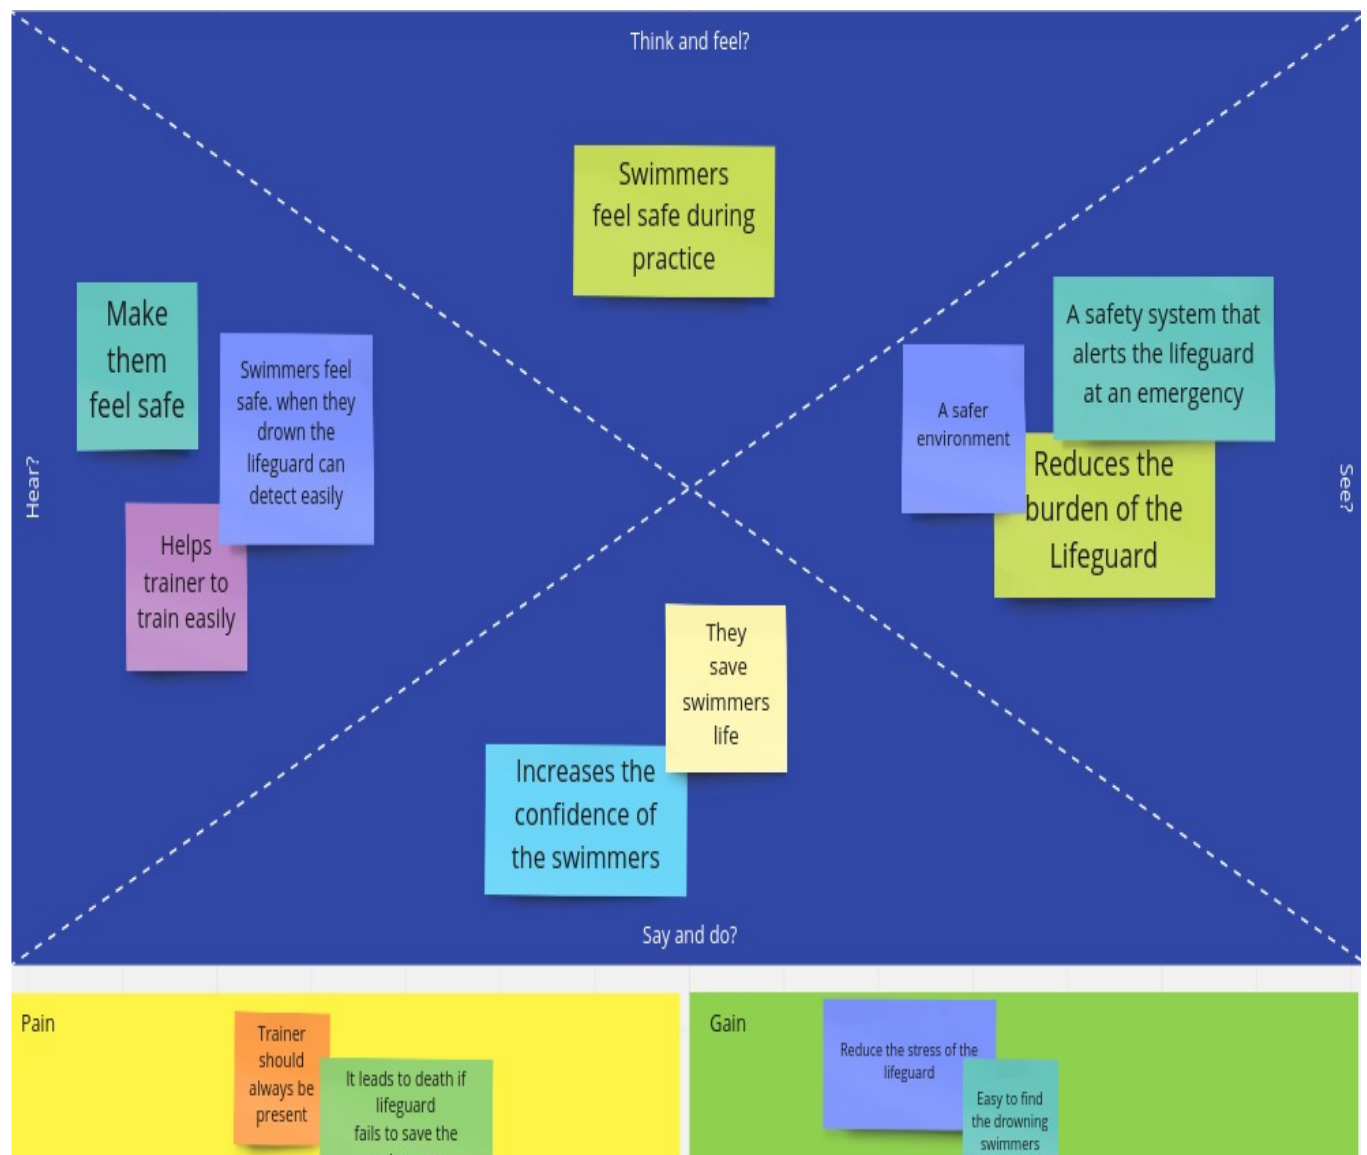 Think and feel?
Swimmers
feel safe during
practice
Make
them
feel safe
Swimmers feel
safe. when they
drown the
lifeguard can
detect easily
Helps
trainer to
train easily
Hear?
A safety system that
alerts the lifeguard
at an emergency
A safer
environment
Reduces the
burden of the
Lifeguard
See?
They
save
swimmers
life
Increases the
confidence of
the swimmers
Say and do?
Pain
Trainer
should
always be
present
It leads to death if
lifeguard
fails to save the
Gain
Reduce the stress of the
lifeguard
Easy to find
the drowning
swimmers